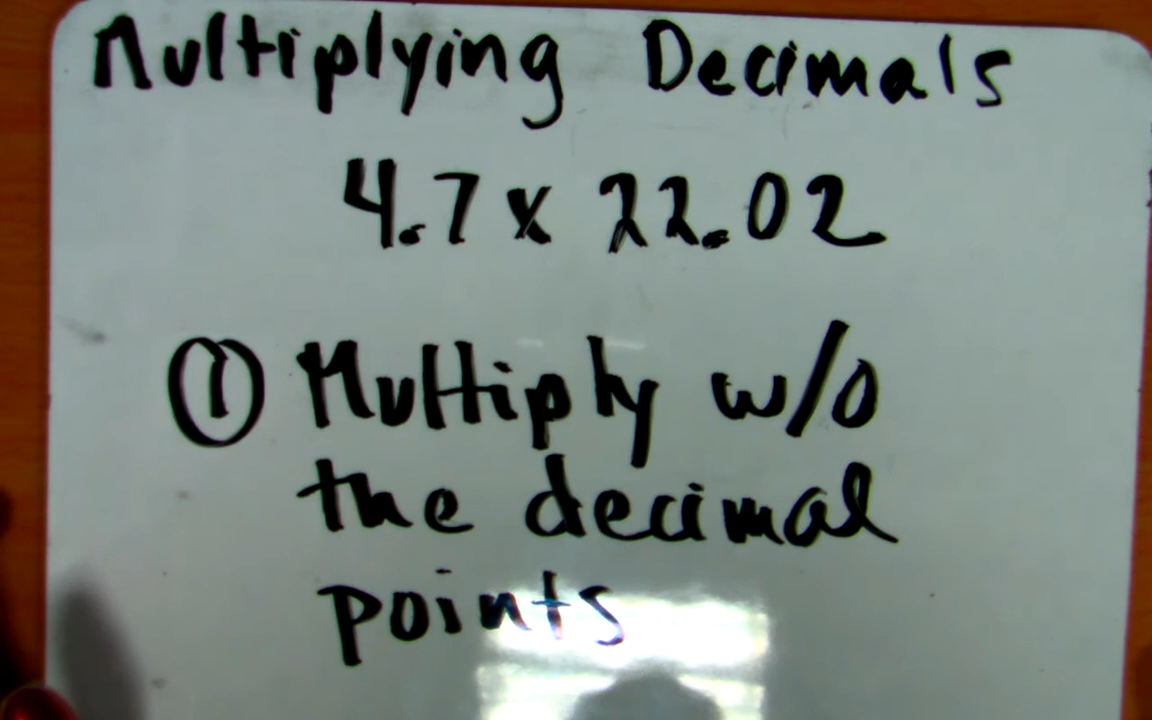 Multiplying Decimals
4.7 x 22.02
① Multiply w/o
the decimal
points